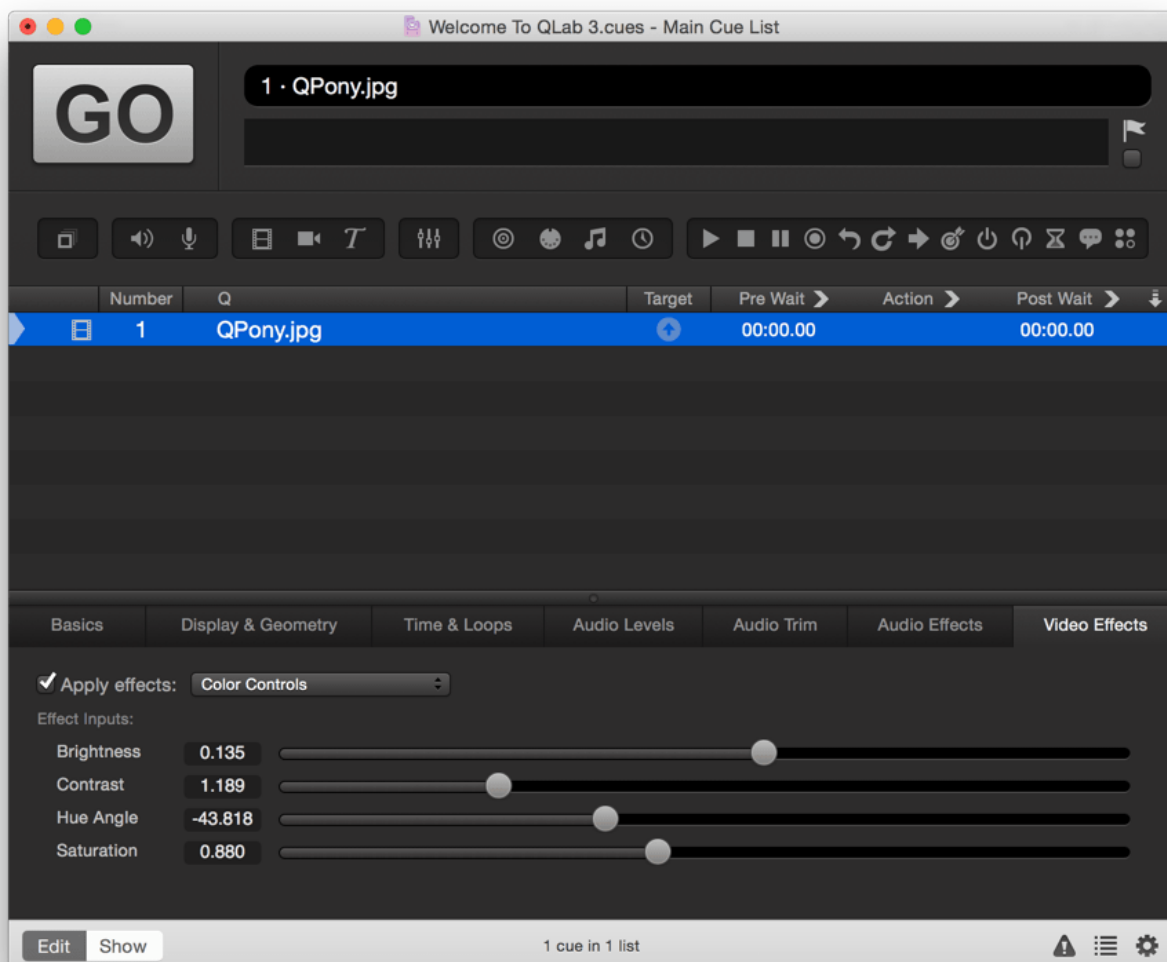 Welcome To QLab 3.cues - Main Cue List
GO
1 · QPony.jpg
Number Q Target Pre Wait Action Post Wait
1 QPony.jpg 00:00.00 00:00.00
Basics Display & Geometry Time & Loops Audio Levels Audio Trim Audio Effects Video Effects
Apply effects: Color Controls
Effect Inputs:
Brightness 0.135
Contrast 1.189
Hue Angle -43.818
Saturation 0.880
Edit Show 1 cue in 1 list